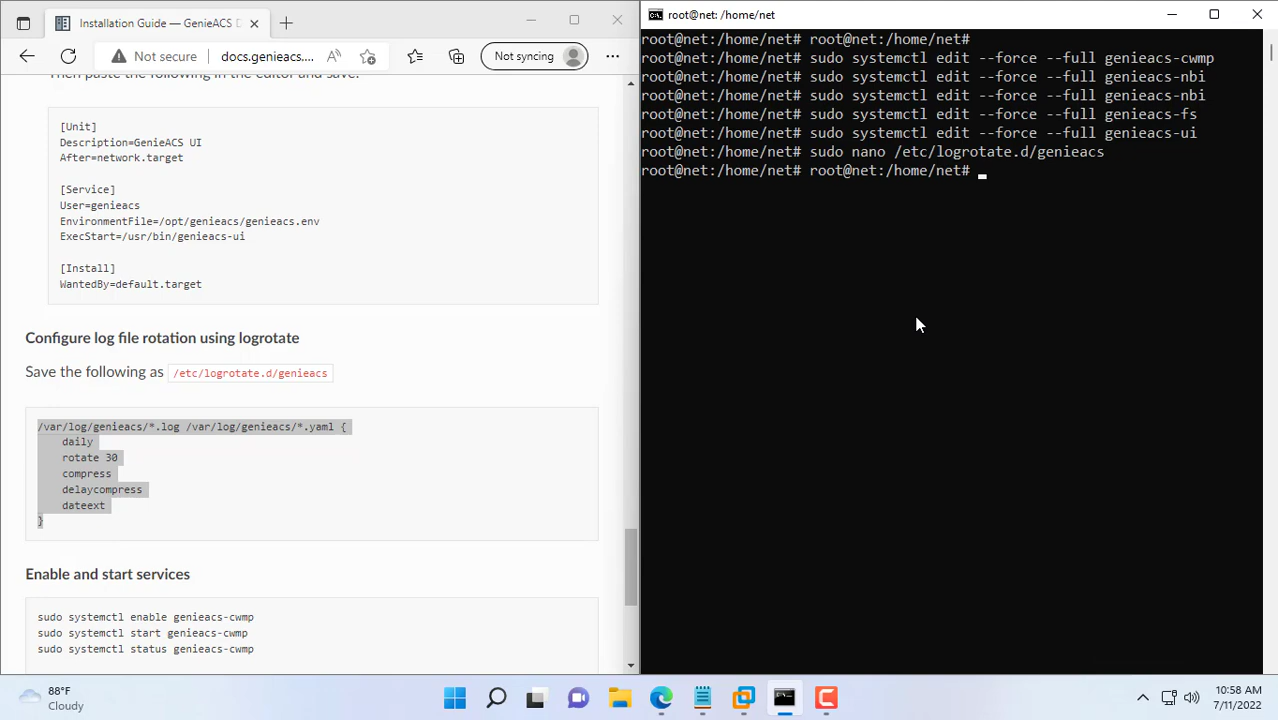 Installation Guide — GenieACS D
Not secure
docs.genieacs....
Not syncing
Then paste the following in the editor and save:
[Unit]
Description=GenieACS UI
After=network.target
[Service]
User=genieacs
EnvironmentFile=/opt/genieacs/genieacs.env
ExecStart=/usr/bin/genieacs-ui
[Install]
WantedBy=default.target
Configure log file rotation using logrotate
Save the following as /etc/logrotate.d/genieacs
/var/log/genieacs/*.log /var/log/genieacs/*.yaml {
daily
rotate 30
compress
delaycompress
dateext
}
Enable and start services
sudo systemctl enable genieacs-cwmp
sudo systemctl start genieacs-cwmp
sudo systemctl status genieacs-cwmp
root@net: /home/net
root@net:/home/net# root@net:/home/net#
root@net:/home/net# sudo systemctl edit --force --full genieacs-cwmp
root@net:/home/net# sudo systemctl edit --force --full genieacs-nbi
root@net:/home/net# sudo systemctl edit --force --full genieacs-nbi
root@net:/home/net# sudo systemctl edit --force --full genieacs-fs
root@net:/home/net# sudo systemctl edit --force --full genieacs-ui
root@net:/home/net# sudo nano /etc/logrotate.d/genieacs
root@net:/home/net# root@net:/home/net#
88°F
Cloudy
10:58 AM
7/11/2022